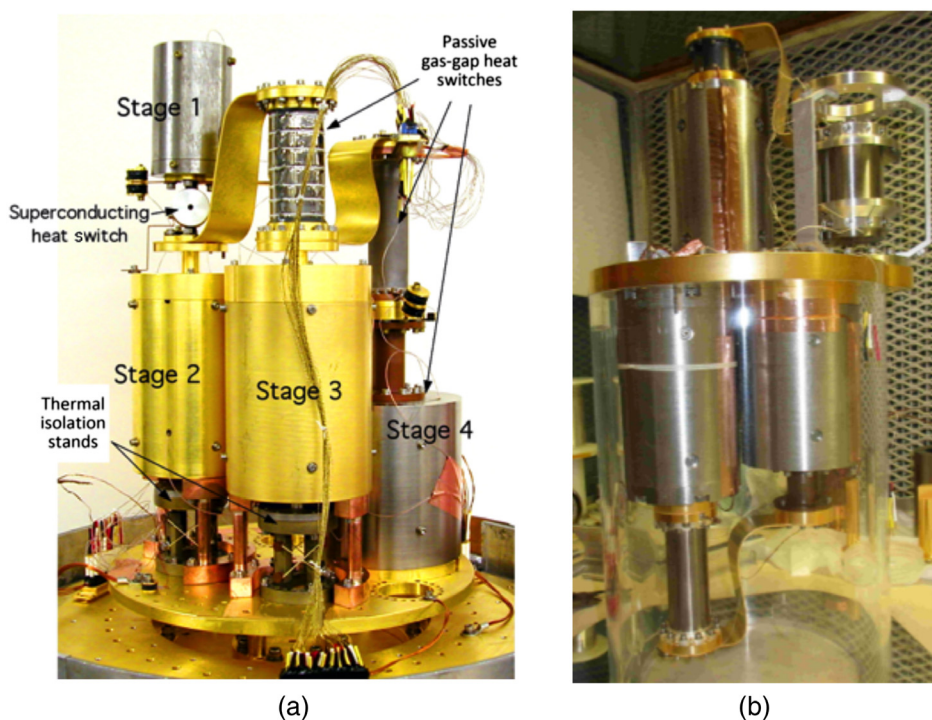 Passive
gas-gap heat
switches
Stage 1
Superconducting
heat switch
Stage 2
Stage 3
Thermal
isolation
stands
Stage 4
(a)
(b)